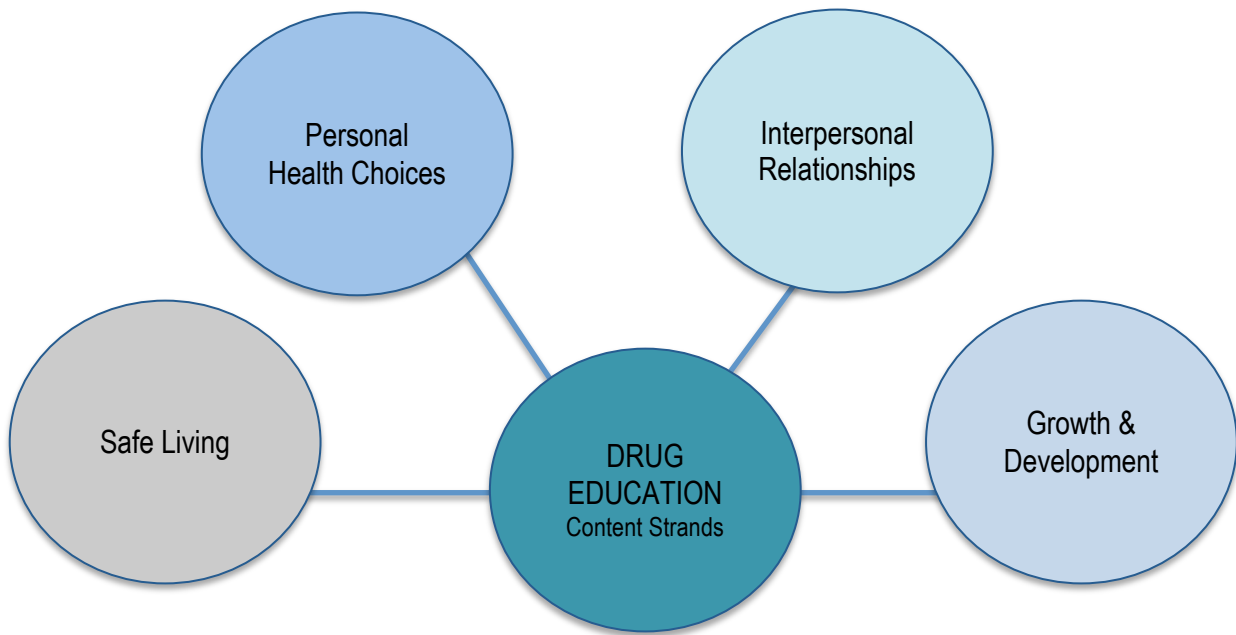 Personal
Health Choices
Interpersonal
Relationships
Safe Living
DRUG
EDUCATION
Content Strands
Growth &
Development